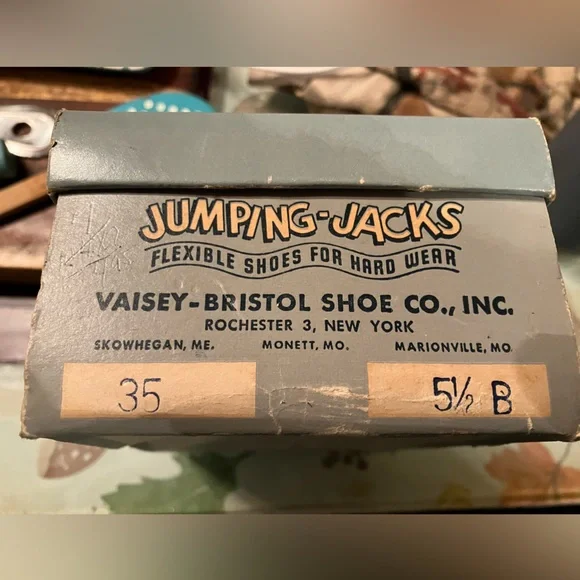 JUMPING-JACKS
FLEXIBLE SHOES FOR HARD WEAR
VAISEY-BRISTOL SHOE CO., INC.
ROCHESTER 3, NEW YORK
SKOWHEGAN, ME. MONETT, MO. MARIONVILLE, MO
35 5½ B